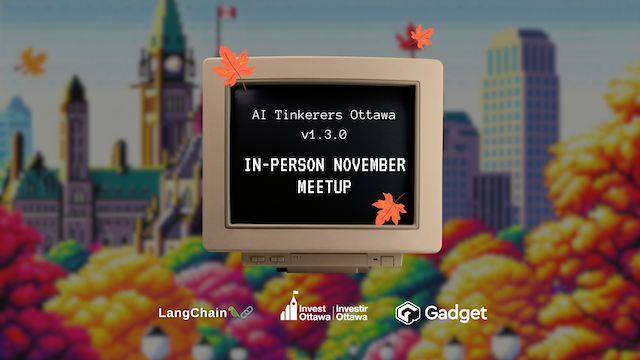 AI Tinkerers Ottawa
v1.3.0
IN-PERSON NOVEMBER
MEETUP
LangChain
Invest Ottawa | Investir Ottawa
Gadget